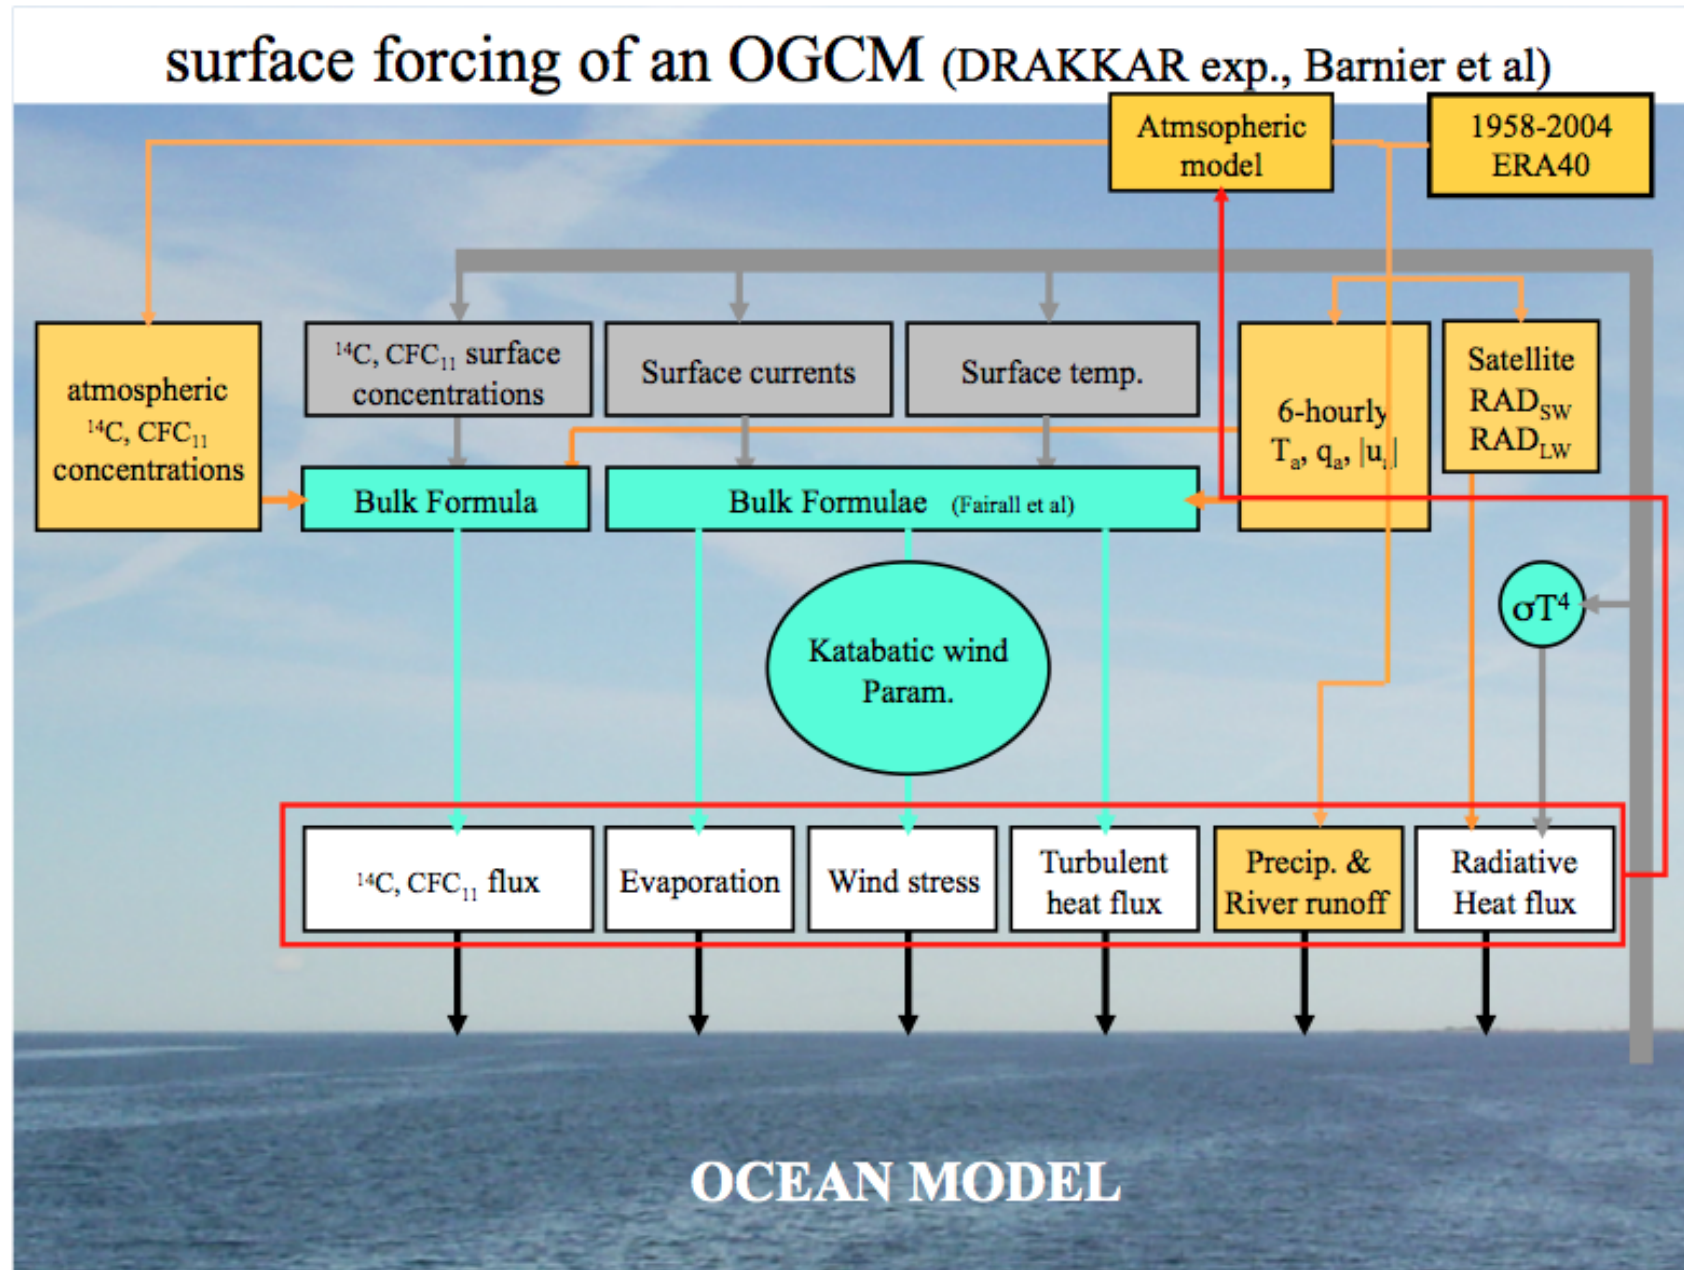 surface forcing of an OGCM (DRAKKAR exp., Barnier et al)
Atmsopheric
model
1958-2004
ERA40
atmospheric
¹⁴C, CFC₁₁
concentrations
¹⁴C, CFC₁₁ surface
concentrations
Surface currents
Surface temp.
6-hourly
Tₐ, qₐ, |uₐ|
Satellite
RAD_SW
RAD_LW
Bulk Formula
Bulk Formulae (Fairall et al)
σT⁴
Katabatic wind
Param.
¹⁴C, CFC₁₁ flux
Evaporation
Wind stress
Turbulent
heat flux
Precip. &
River runoff
Radiative
Heat flux
OCEAN MODEL